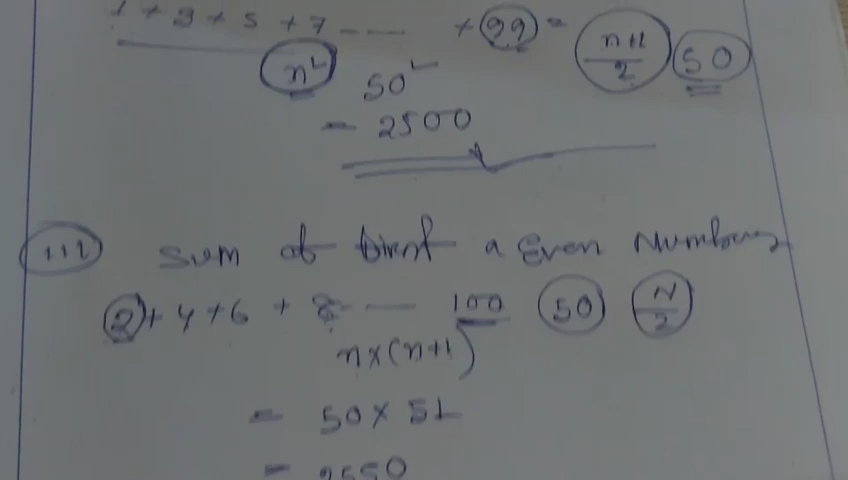 1 + 3 + 5 + 7 --- + 99 = n+1/2 50
n² 50²
= 2500
iii) Sum of first n Even Numbers
2 + 4 + 6 + 8 --- 100 50 N/2
n×(n+1)
= 50 × 51
= 2550